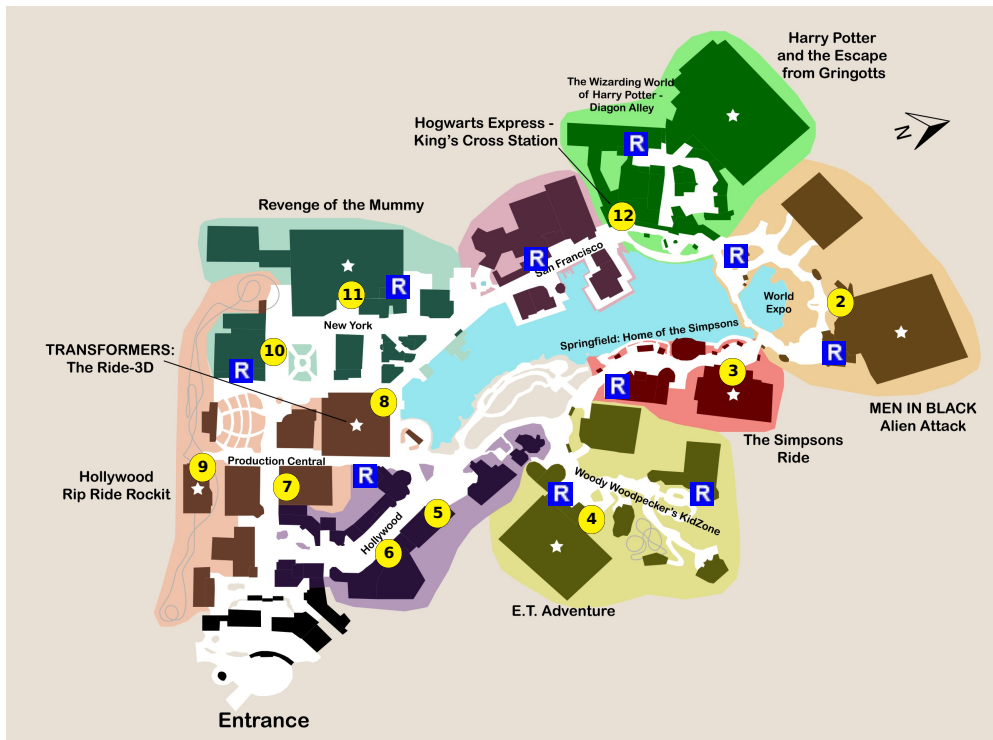 Harry Potter
and the Escape
from Gringotts
The Wizarding World
of Harry Potter -
Diagon Alley
Hogwarts Express -
King's Cross Station
N
R
12
Revenge of the Mummy
R
San Francisco
R
R
11
World
Expo
2
New York
Springfield: Home of the Simpsons
TRANSFORMERS:
The Ride-3D
10
R
R
3
R
8
MEN IN BLACK
Alien Attack
The Simpsons
Ride
Production Central
9
Hollywood
Rip Ride Rockit
7
R
Woody Woodpecker's KidZone
R
R
5
4
Hollywood
6
E.T. Adventure
Entrance